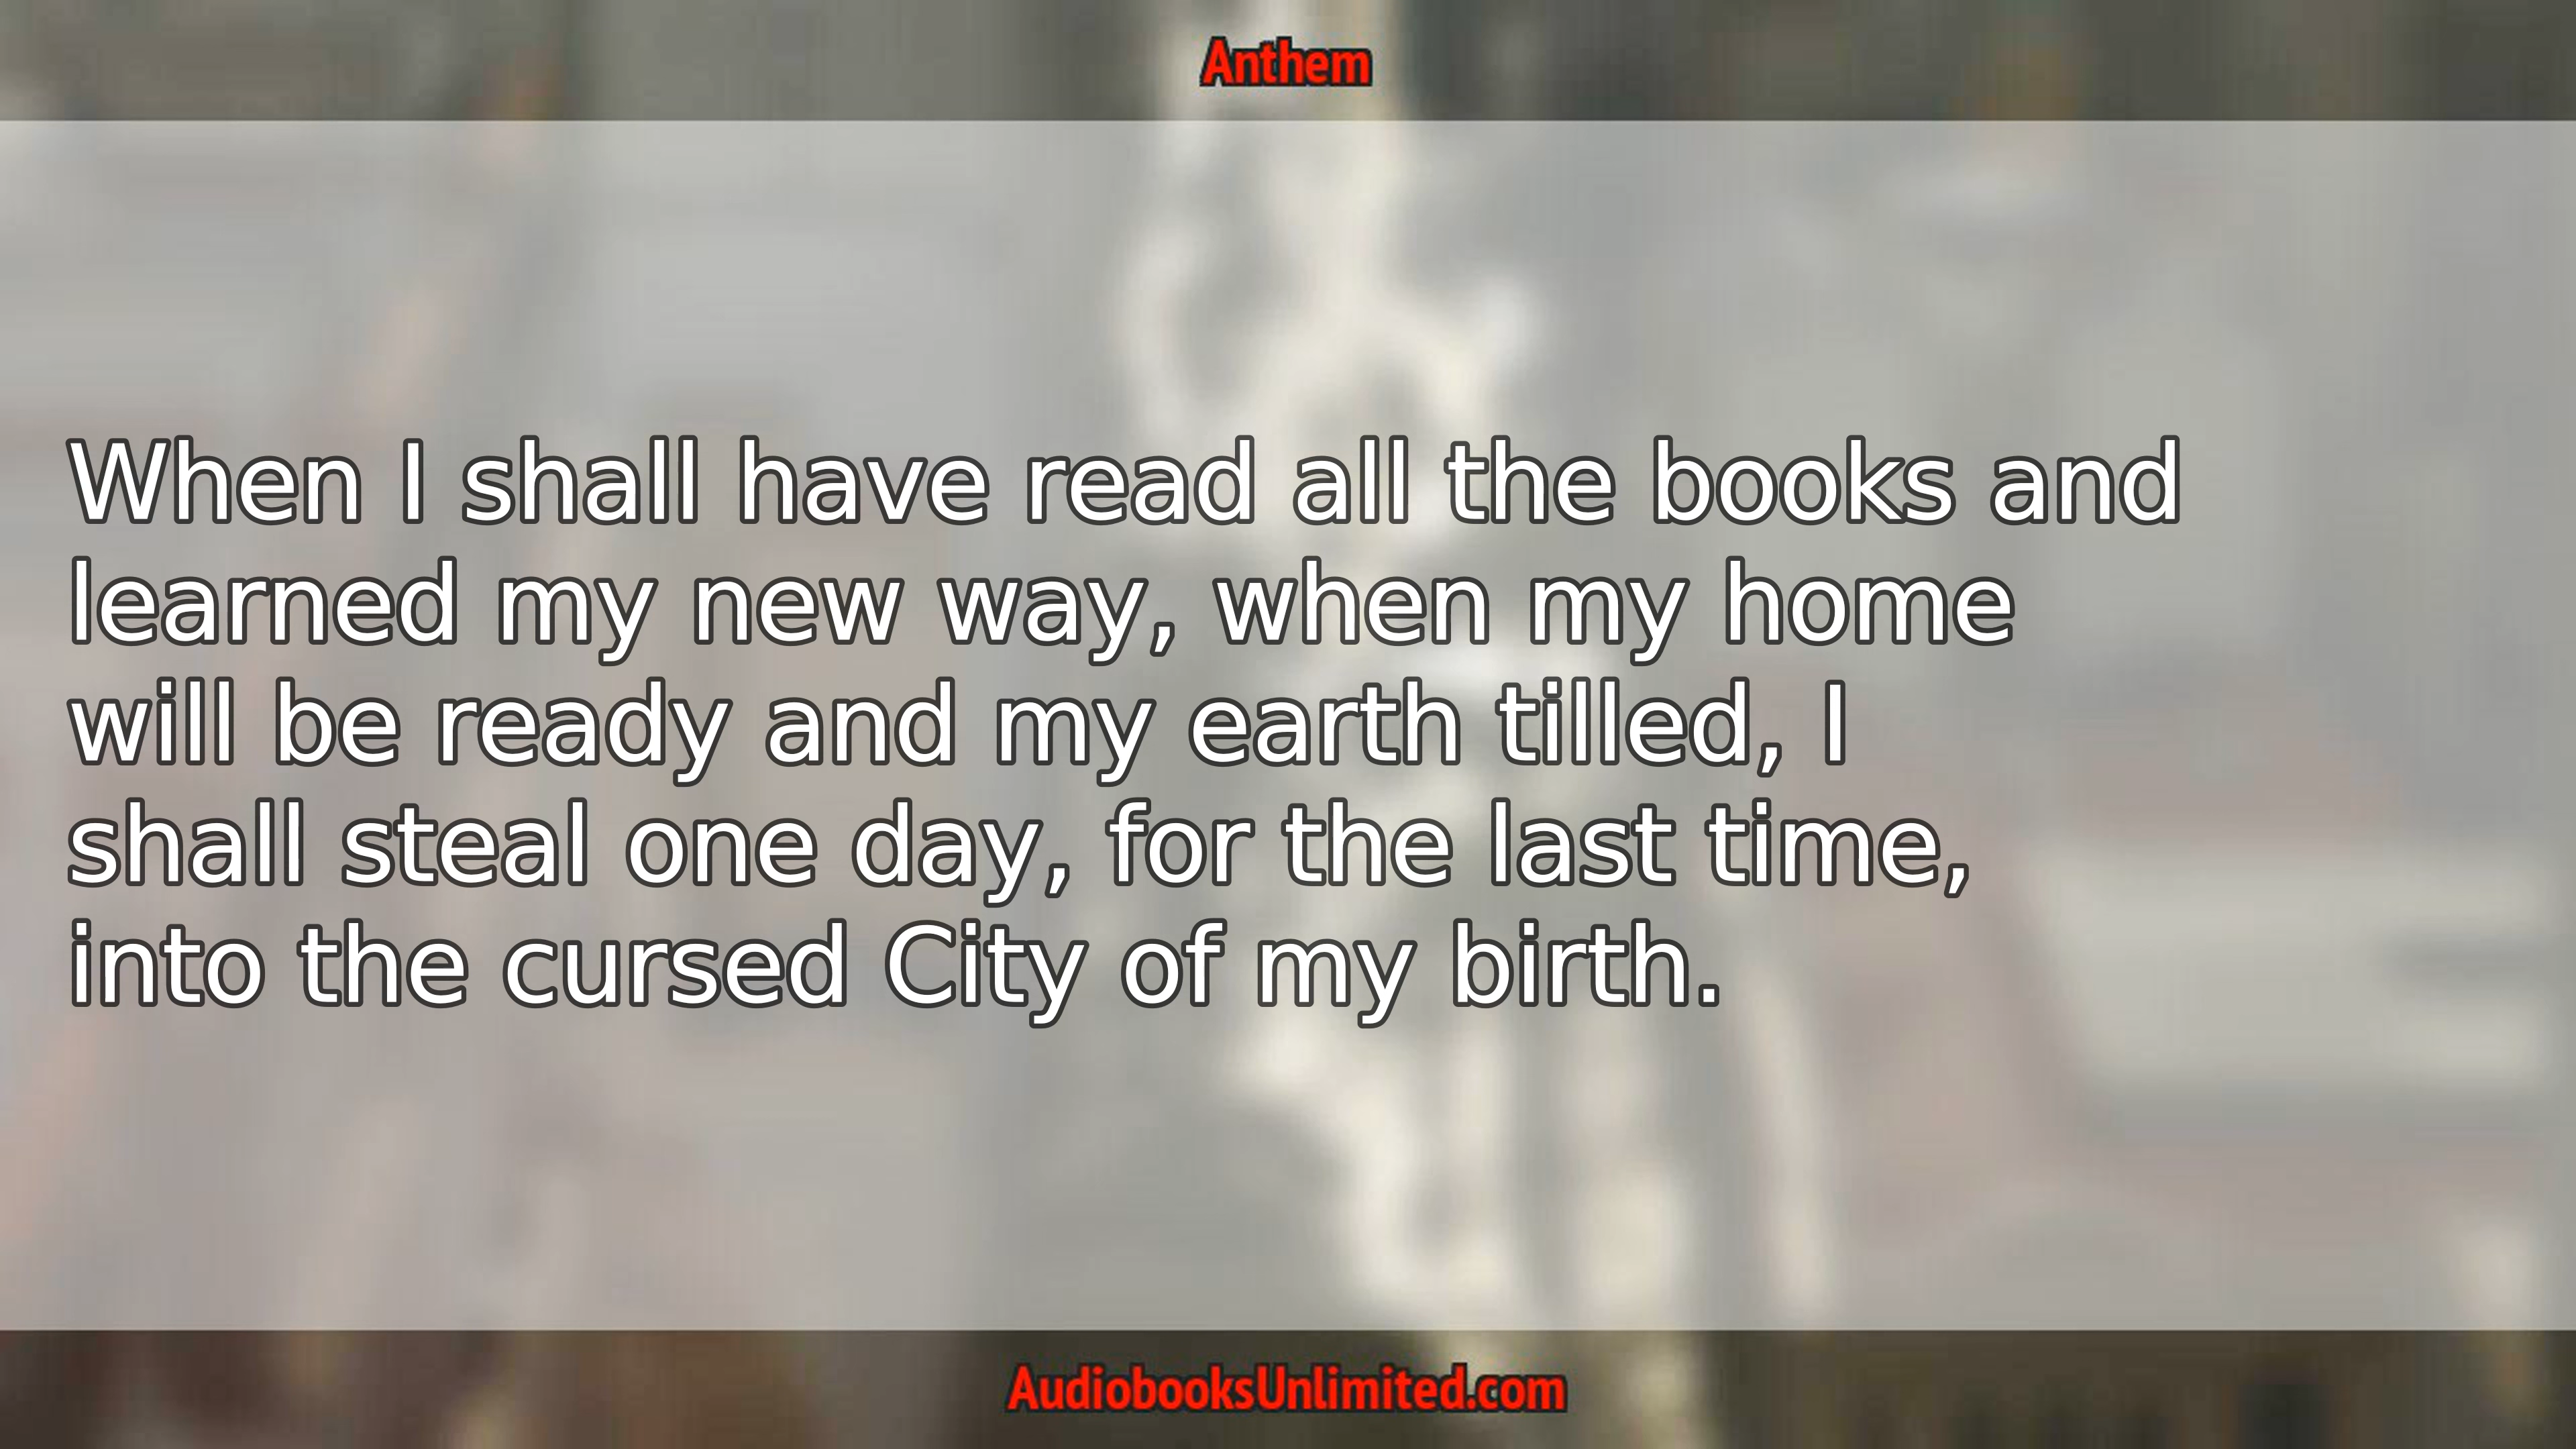 Anthem
When I shall have read all the books and
learned my new way, when my home
will be ready and my earth tilled, I
shall steal one day, for the last time,
into the cursed City of my birth.
AudiobooksUnlimited.com